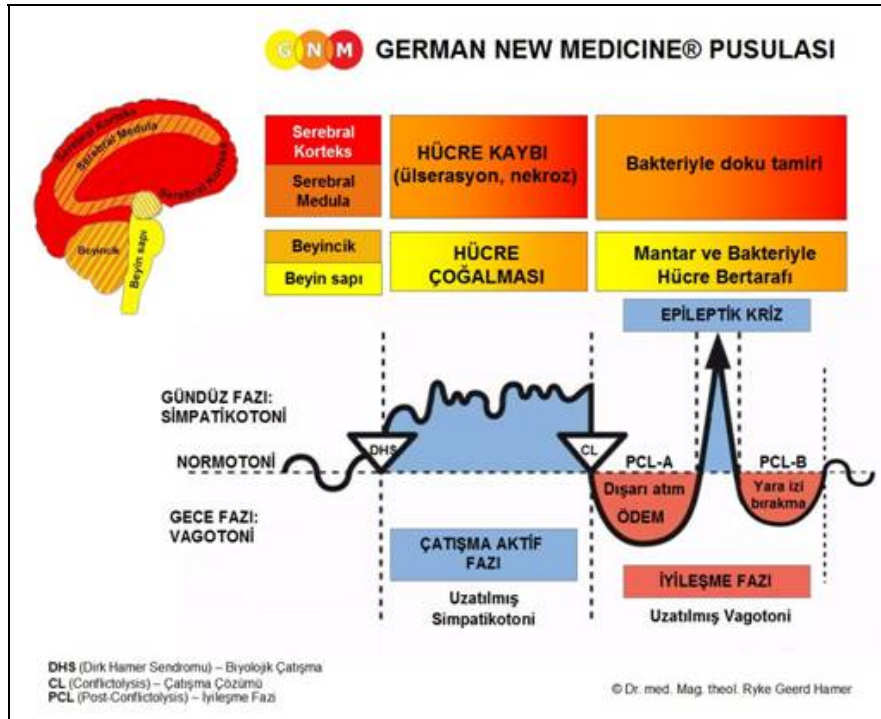 G N M GERMAN NEW MEDICINE® PUSULASI
Serebral Korteks
Serebral Medula
Serebral Korteks
Beyincik
Beyin sapı
Serebral
Korteks
Serebral
Medula
HÜCRE KAYBI
(ülserasyon, nekroz)
Bakteriyle doku tamiri
Beyincik
Beyin sapı
HÜCRE
ÇOĞALMASI
Mantar ve Bakteriyle
Hücre Bertarafı
EPİLEPTİK KRİZ
GÜNDÜZ FAZI:
SİMPATİKOTONİ
NORMOTONİ
GECE FAZI:
VAGOTONİ
DHS
CL
PCL-A
PCL-B
Dışarı atım
ÖDEM
Yara izi
bırakma
ÇATIŞMA AKTİF
FAZI
Uzatılmış
Simpatikotoni
İYİLEŞME FAZI
Uzatılmış Vagotoni
DHS (Dirk Hamer Sendromu) – Biyolojik Çatışma
CL (Conflictolysis) – Çatışma Çözümü
PCL (Post-Conflictolysis) – İyileşme Fazi
© Dr. med. Mag. theol. Ryke Geerd Hamer